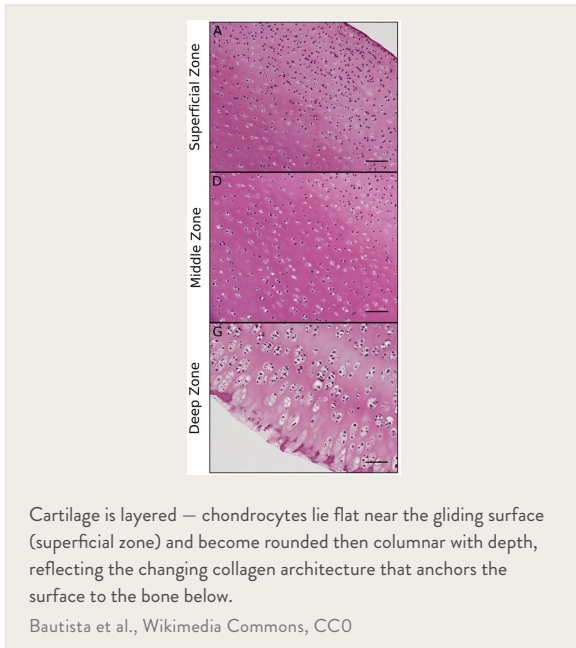 A
Superficial Zone
D
Middle Zone
G
Deep Zone
Cartilage is layered — chondrocytes lie flat near the gliding surface
(superficial zone) and become rounded then columnar with depth,
reflecting the changing collagen architecture that anchors the
surface to the bone below.
Bautista et al., Wikimedia Commons, CC0